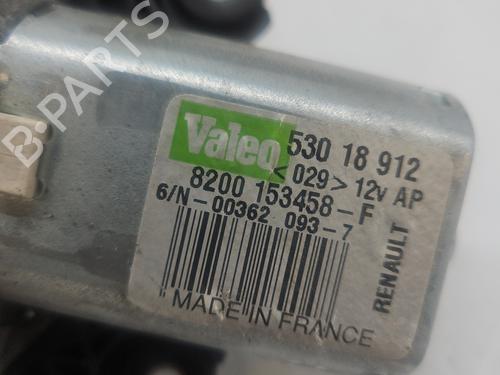 B-PARTS
Valeo 530 18 912
<029> 12V AP
8200 153458-F
6/N-00362 093-7
RENAULT
MADE IN FRANCE